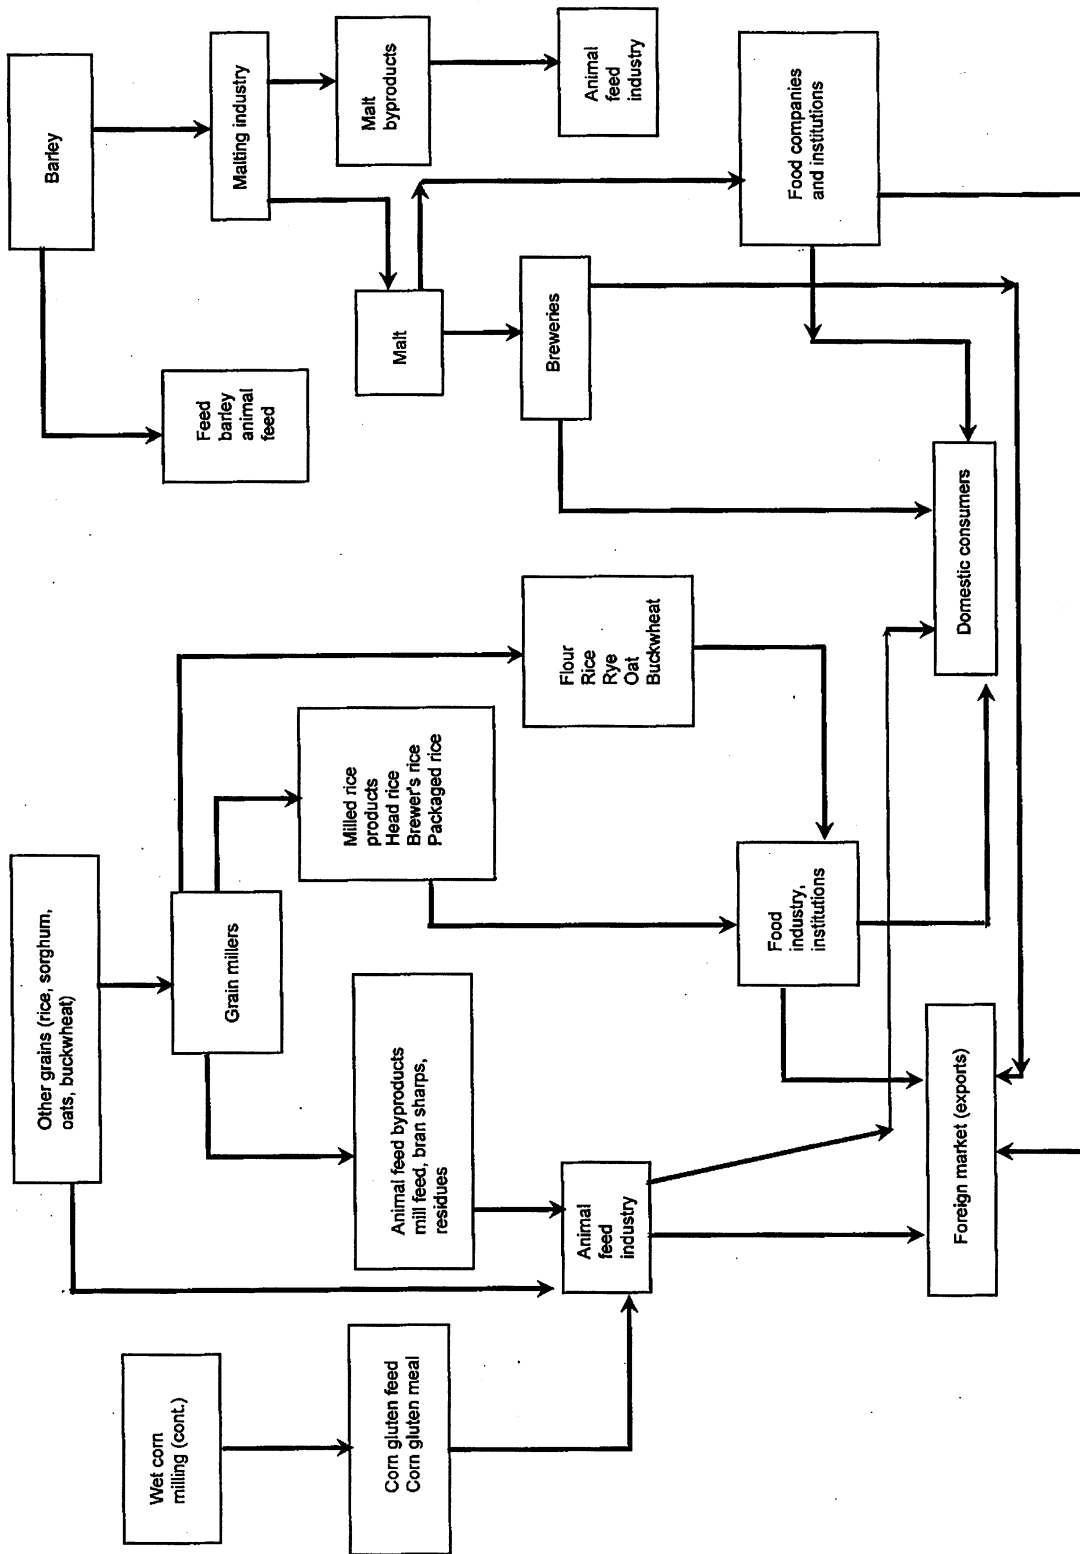 Wet corn
milling (cont.)
Other grains (rice, sorghum,
oats, buckwheat)
Barley
Grain millers
Feed
barley
animal
feed
Malting industry
Corn gluten feed
Corn gluten meal
Animal feed byproducts
mill feed, bran sharps,
residues
Milled rice
products
Head rice
Brewer's rice
Packaged rice
Malt
Malt
byproducts
Animal
feed
industry
Flour
Rice
Rye
Oat
Buckwheat
Breweries
Animal
feed
industry
Food
industry,
institutions
Food companies
and institutions
Foreign market (exports)
Domestic consumers